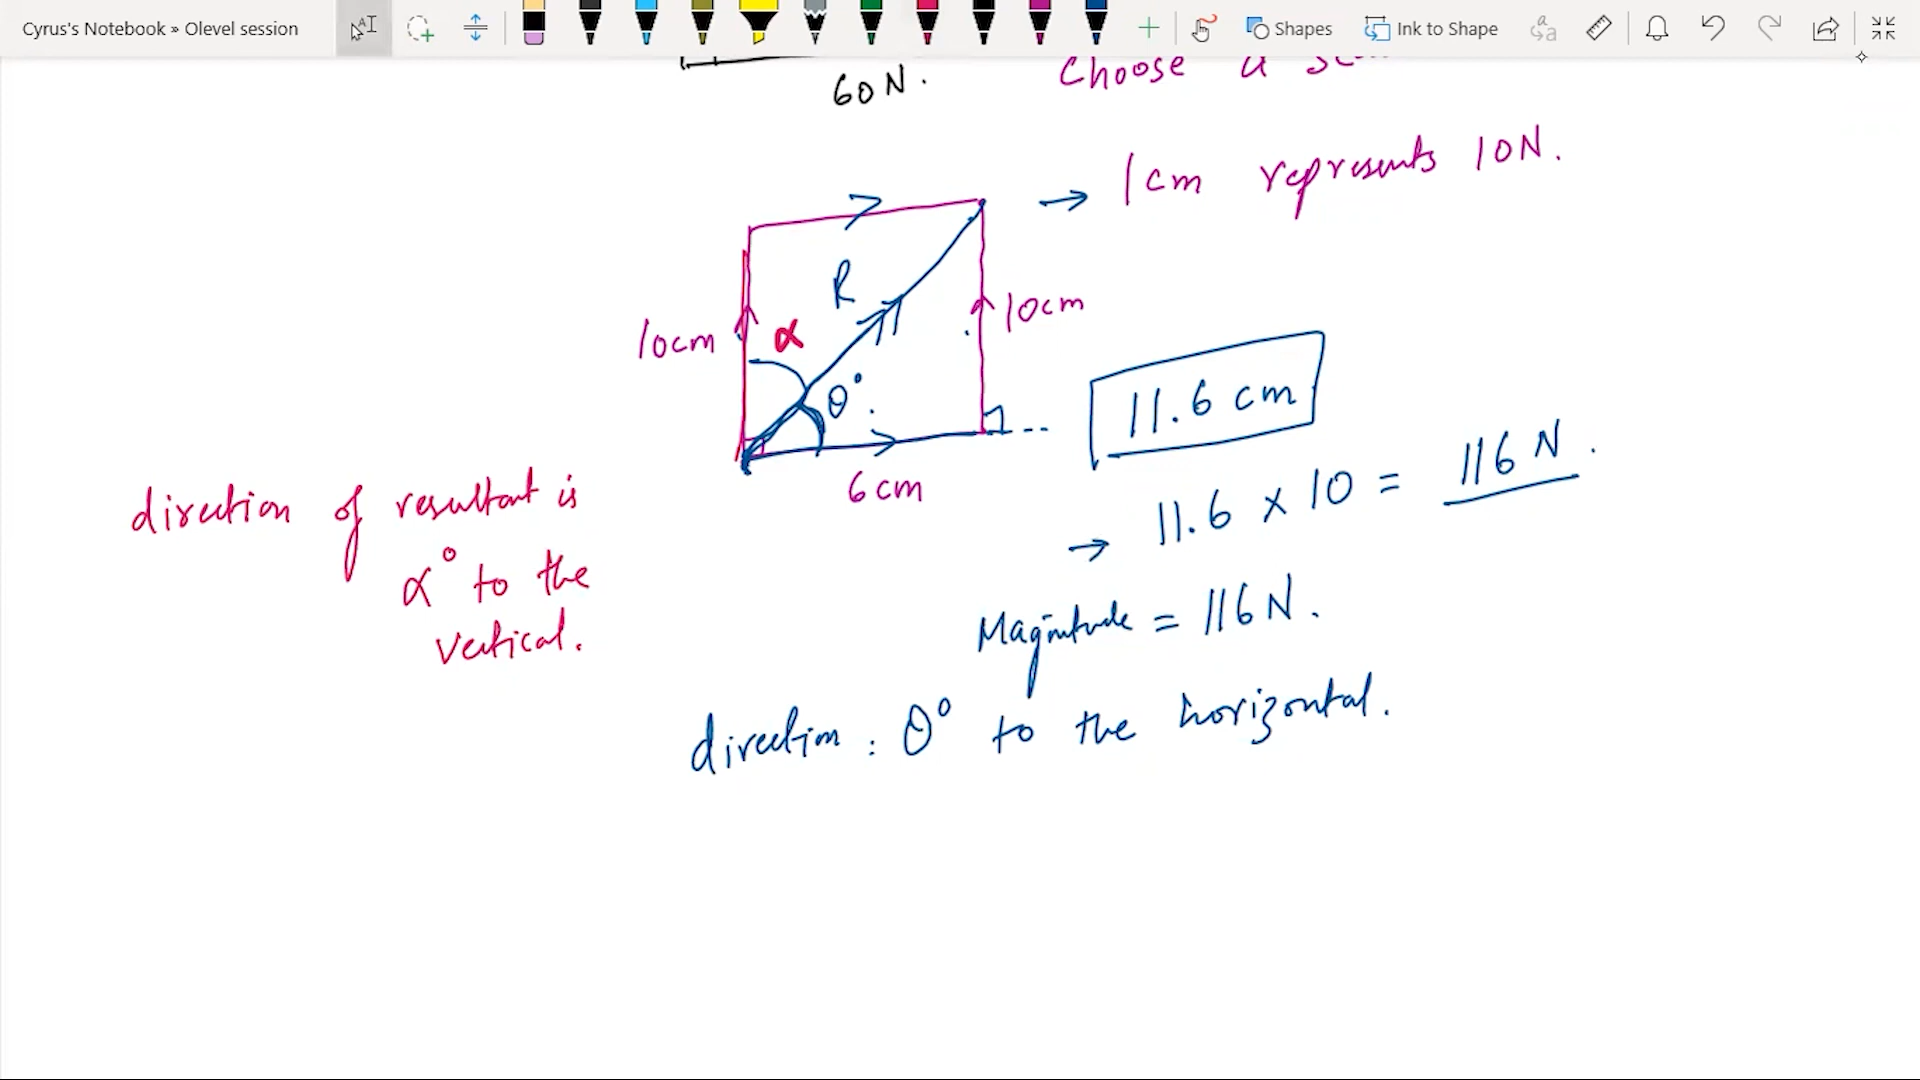 Cyrus's Notebook » Olevel session
Shapes
Ink to Shape
60N.
Choose a
→ 1cm represents 10N.
R
10cm
α
10cm
θ°
11.6 cm
6cm
→ 11.6 x 10 = 116 N.
direction of resultant is
α° to the
vertical.
Magnitude = 116N.
direction : θ° to the horizontal.